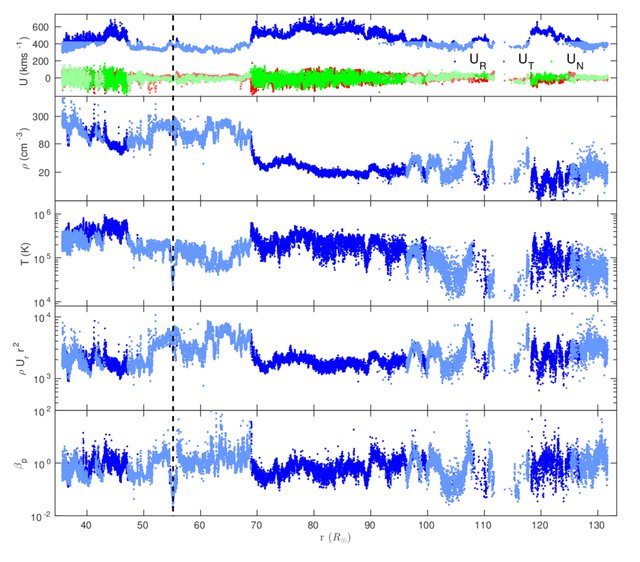 600
400
200
0
U (kms⁻¹)
U_R U_T U_N
300
80
20
ρ (cm⁻³)
10⁶
10⁵
10⁴
T (K)
10⁴
10³
ρ U_r r²
10²
10⁰
10⁻²
β_p
40 50 60 70 80 90 100 110 120 130
r (R_☉)